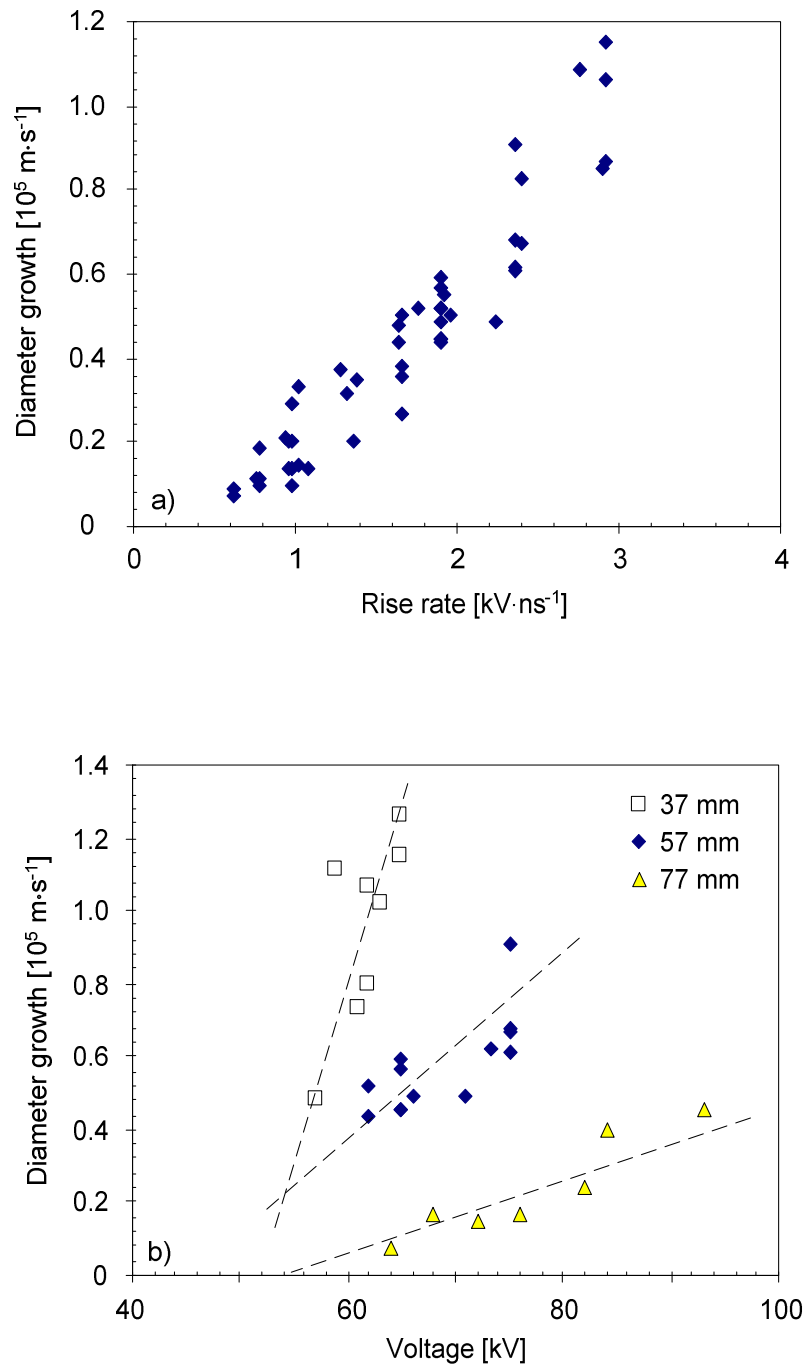 1.2
1.0
0.8
0.6
0.4
0.2
0
Diameter growth [10⁵ m·s⁻¹]
a)
0 1 2 3 4
Rise rate [kV·ns⁻¹]
1.4
1.2
1.0
0.8
0.6
0.4
0.2
0
Diameter growth [10⁵ m·s⁻¹]
37 mm
57 mm
77 mm
b)
40 60 80 100
Voltage [kV]